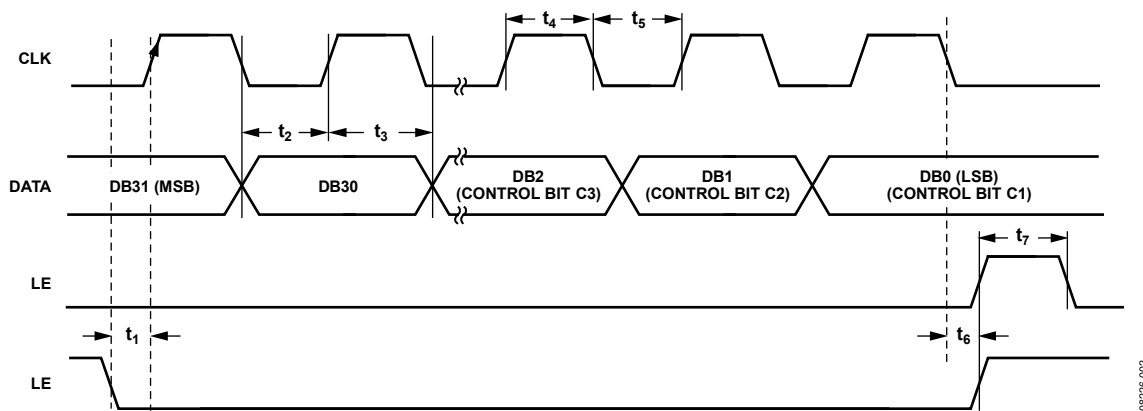 t4 t5
CLK
t2 t3
DATA
DB31 (MSB)
DB30
DB2
(CONTROL BIT C3)
DB1
(CONTROL BIT C2)
DB0 (LSB)
(CONTROL BIT C1)
t7
LE
t1
t6
LE